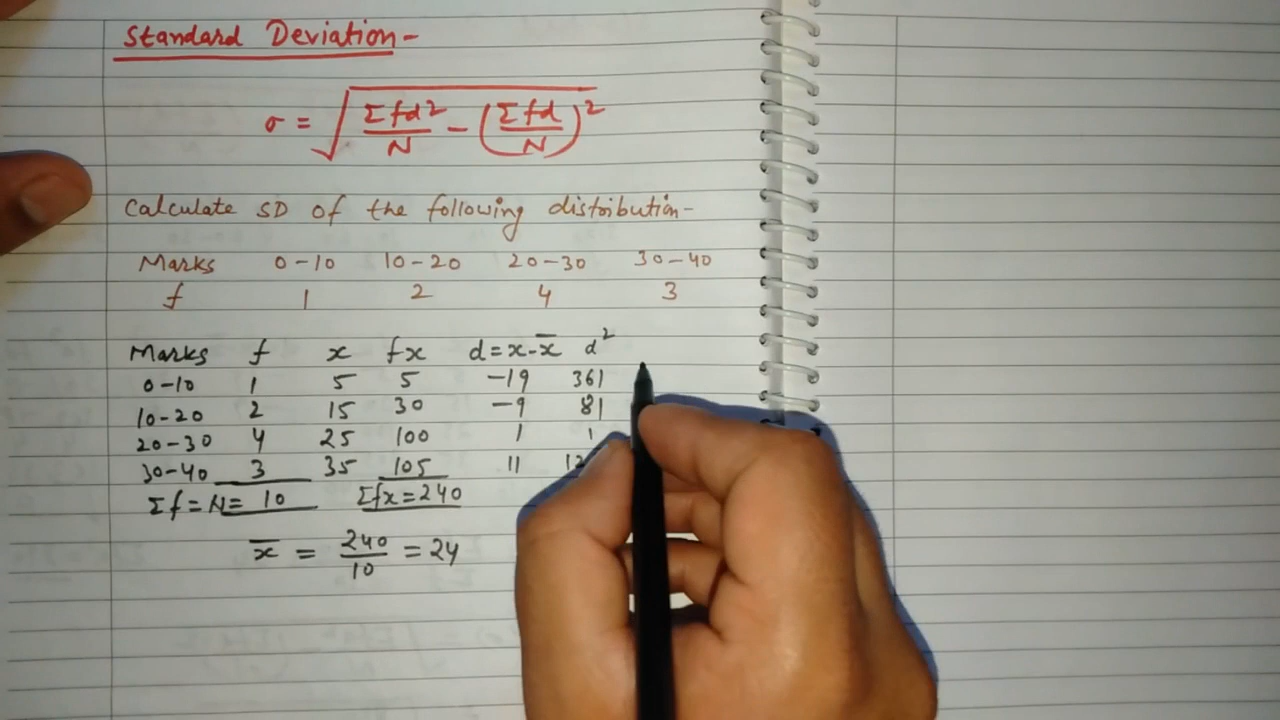 Standard Deviation-
σ = √(Σfd²/N - (Σfd/N)²)
Calculate SD of the following distribution-
Marks 0-10 10-20 20-30 30-40
f 1 2 4 3
Marks f x fx d=x-x̄ d²
0-10 1 5 5 -19 361
10-20 2 15 30 -9 81
20-30 4 25 100 1 1
30-40 3 35 105 11
Σf=N= 10 Σfx=240
x̄ = 240/10 = 24